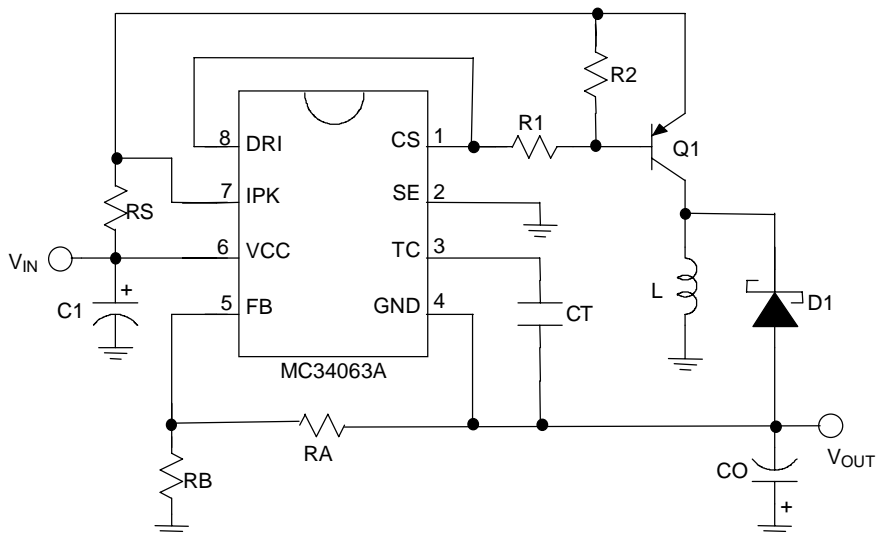 R2
R1
Q1
8 DRI CS 1
7 IPK SE 2
RS
VIN 6 VCC TC 3
+
C1
5 FB GND 4
CT
L
D1
MC34063A
RA
RB
CO
+
VOUT